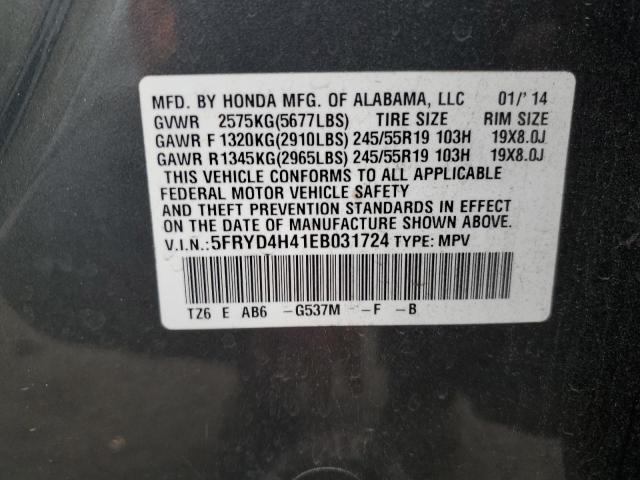 MFD. BY HONDA MFG. OF ALABAMA, LLC 01/'14
GVWR 2575KG(5677LBS) TIRE SIZE RIM SIZE
GAWR F 1320KG(2910LBS) 245/55R19 103H 19X8.0J
GAWR R 1345KG(2965LBS) 245/55R19 103H 19X8.0J
THIS VEHICLE CONFORMS TO ALL APPLICABLE
FEDERAL MOTOR VEHICLE SAFETY
AND THEFT PREVENTION STANDARDS IN EFFECT
ON THE DATE OF MANUFACTURE SHOWN ABOVE.
V.I.N.: 5FRYD4H41EB031724 TYPE: MPV
TZ6 E AB6 -G537M --F -B